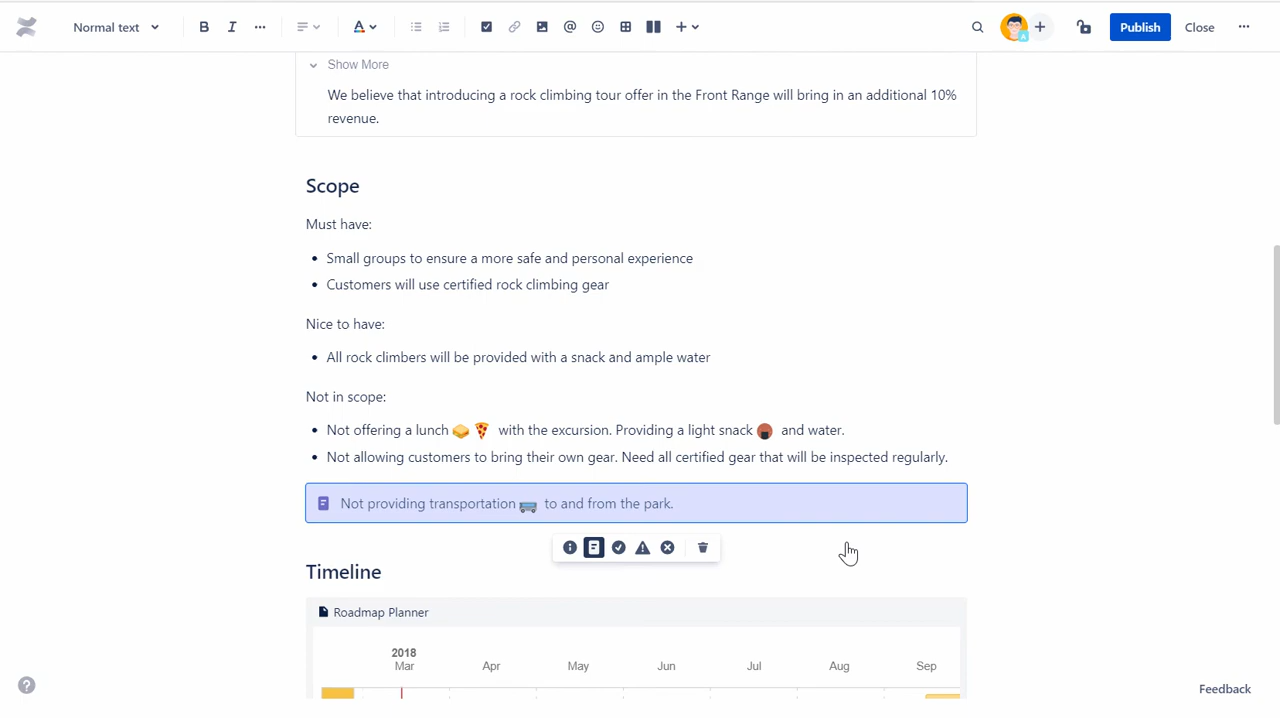 Normal text
Publish
Close
Show More
We believe that introducing a rock climbing tour offer in the Front Range will bring in an additional 10%
revenue.
Scope
Must have:
• Small groups to ensure a more safe and personal experience
• Customers will use certified rock climbing gear
Nice to have:
• All rock climbers will be provided with a snack and ample water
Not in scope:
• Not offering a lunch with the excursion. Providing a light snack and water.
• Not allowing customers to bring their own gear. Need all certified gear that will be inspected regularly.
Not providing transportation to and from the park.
Timeline
Roadmap Planner
2018
Mar Apr May Jun Jul Aug Sep
Feedback